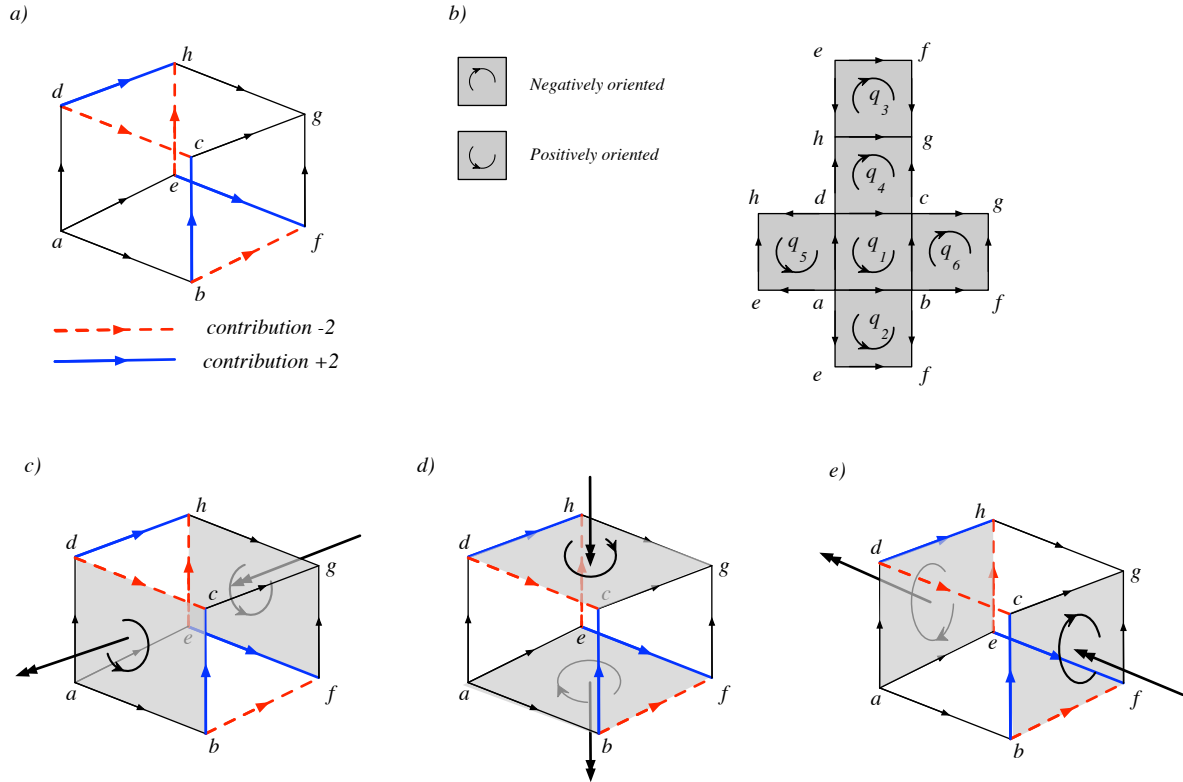 a)
h
d
g
c
e
a
f
b
contribution -2
contribution +2
b)
Negatively oriented
Positively oriented
e f
q3
h g
q4
h d c g
q5 q1 q6
e a b f
q2
e f
c)
h
d
g
c
e
a
f
b
d)
h
d
g
c
e
a
f
b
e)
h
d
g
c
e
a
f
b